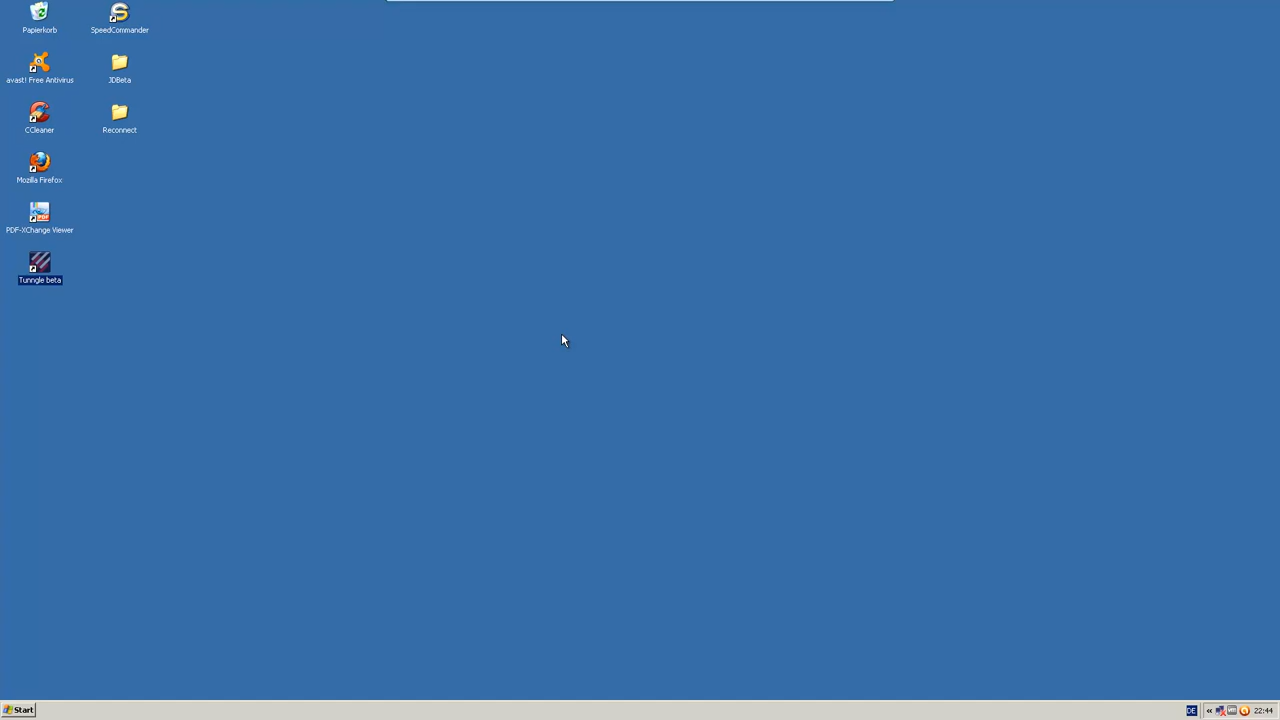 Papierkorb
SpeedCommander
avast! Free Antivirus
JDBeta
CCleaner
Reconnect
Mozilla Firefox
PDF-XChange Viewer
Tunngle beta
Start
DE
22:44